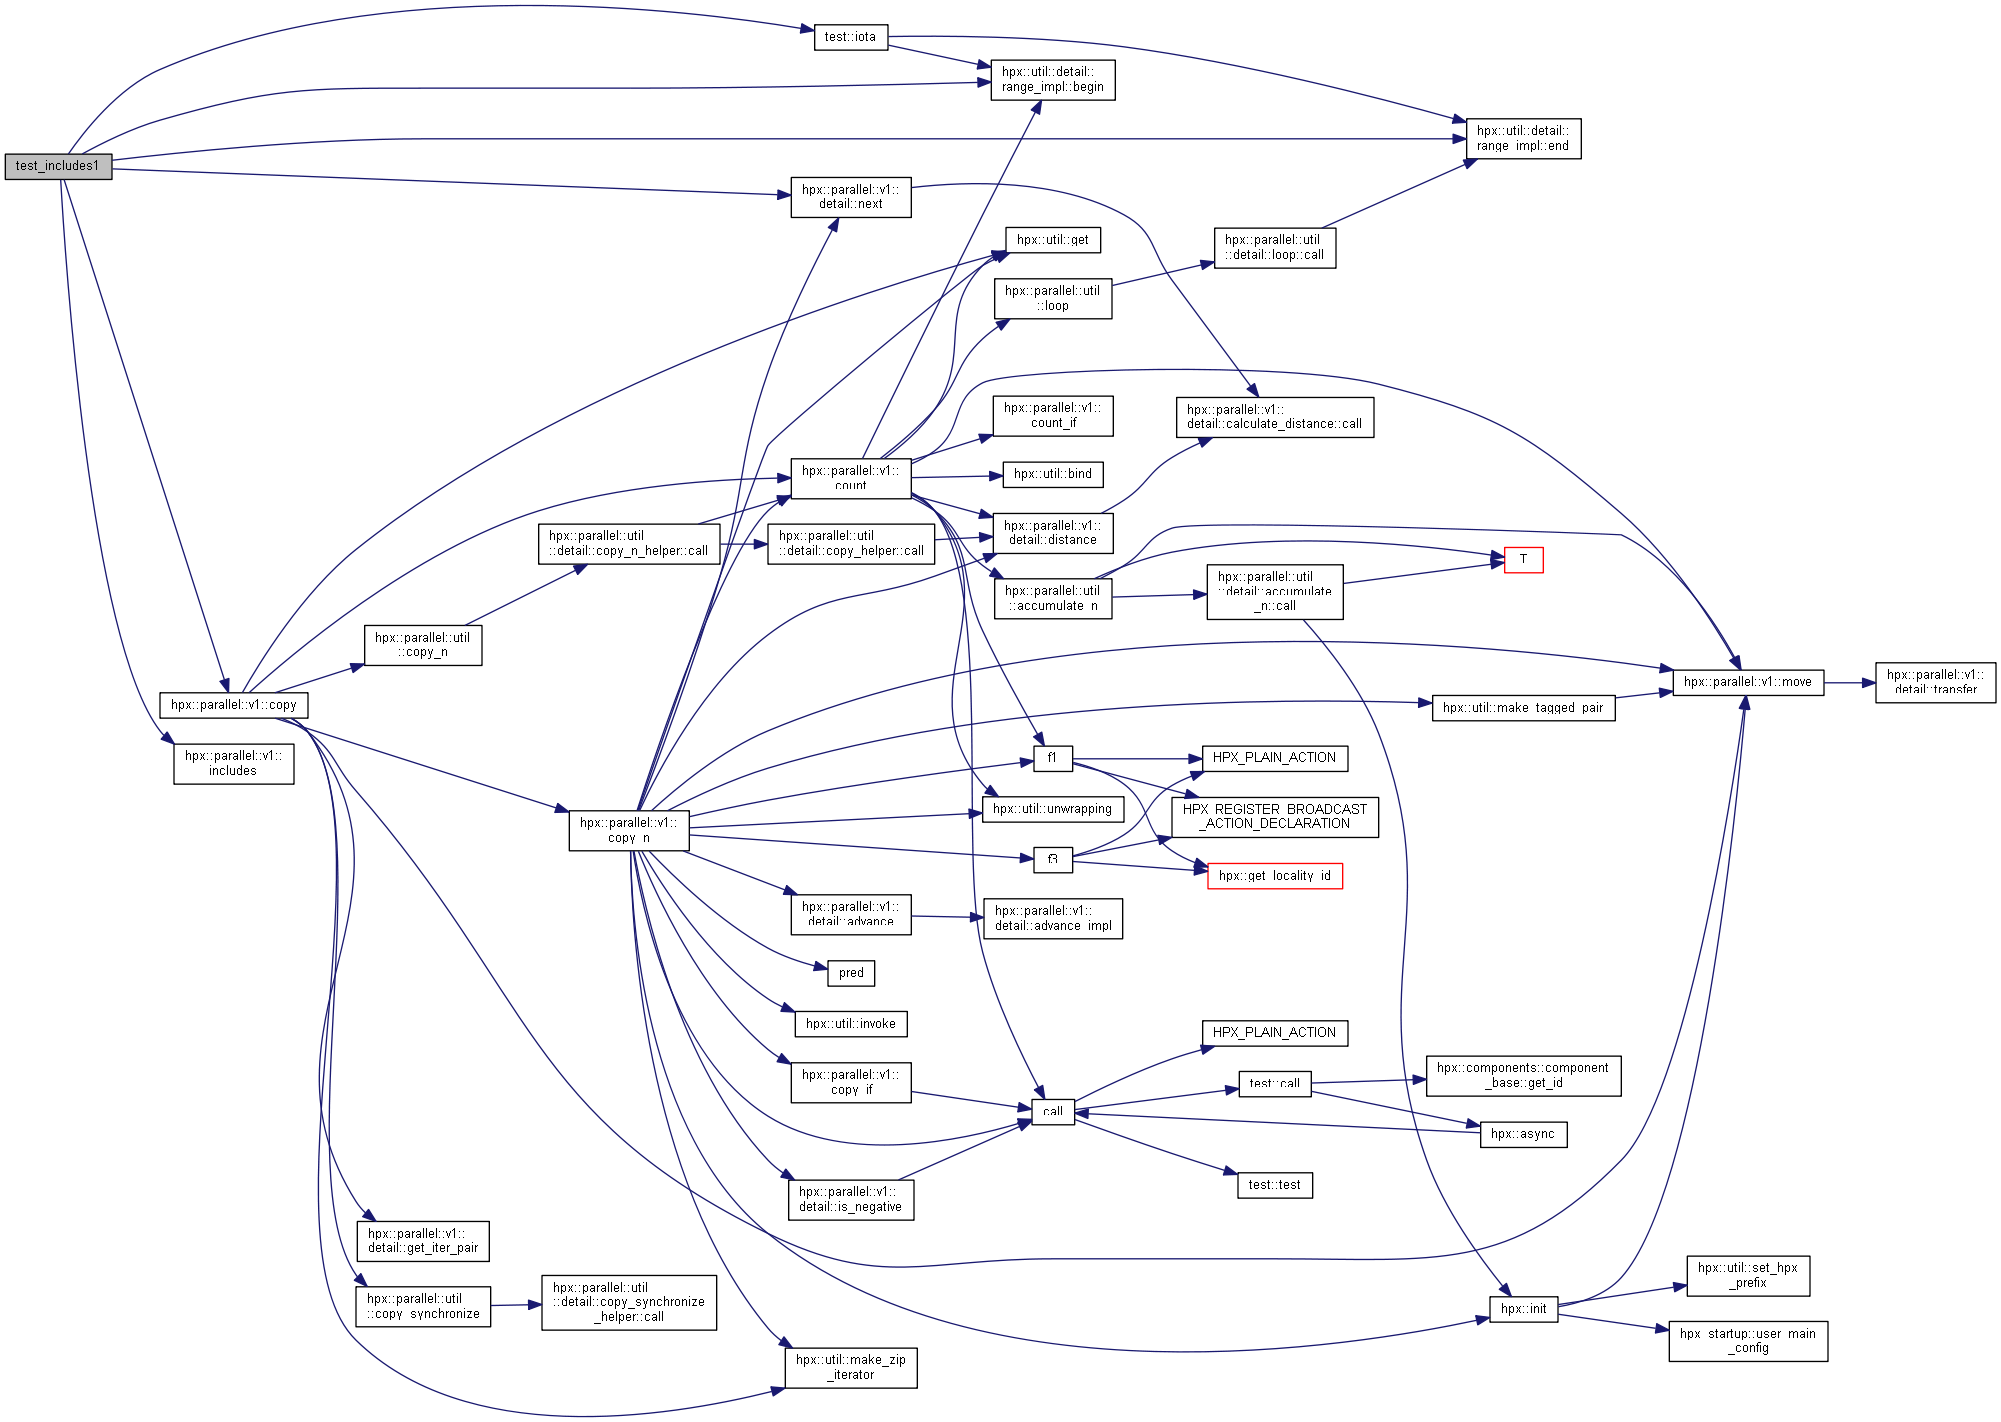 test_includes1
test::iota
hpx::util::detail::
range_impl::begin
hpx::util::detail::
range_impl::end
hpx::parallel::v1::
detail::next
hpx::util::get
hpx::parallel::util
::loop
hpx::parallel::util
::detail::loop::call
hpx::parallel::v1::
count_if
hpx::parallel::v1::
detail::calculate_distance::call
hpx::parallel::v1::
count
hpx::util::bind
hpx::parallel::util
::detail::copy_n_helper::call
hpx::parallel::util
::detail::copy_helper::call
hpx::parallel::v1::
detail::distance
T
hpx::parallel::util
::accumulate_n
hpx::parallel::util
::detail::accumulate
_n::call
hpx::parallel::util
::copy_n
hpx::parallel::v1::copy
hpx::parallel::v1::move
hpx::parallel::v1::
detail::transfer
hpx::util::make_tagged_pair
hpx::parallel::v1::
includes
f1
HPX_PLAIN_ACTION
hpx::util::unwrapping
HPX_REGISTER_BROADCAST
_ACTION_DECLARATION
hpx::parallel::v1::
copy_n
f3
hpx::get_locality_id
hpx::parallel::v1::
detail::advance
hpx::parallel::v1::
detail::advance_impl
pred
hpx::util::invoke
HPX_PLAIN_ACTION
hpx::parallel::v1::
copy_if
test::call
hpx::components::component
_base::get_id
call
hpx::async
hpx::parallel::v1::
detail::is_negative
test::test
hpx::parallel::v1::
detail::get_iter_pair
hpx::parallel::util
::copy_synchronize
hpx::parallel::util
::detail::copy_synchronize
_helper::call
hpx::util::set_hpx
_prefix
hpx::init
hpx_startup::user_main
_config
hpx::util::make_zip
_iterator